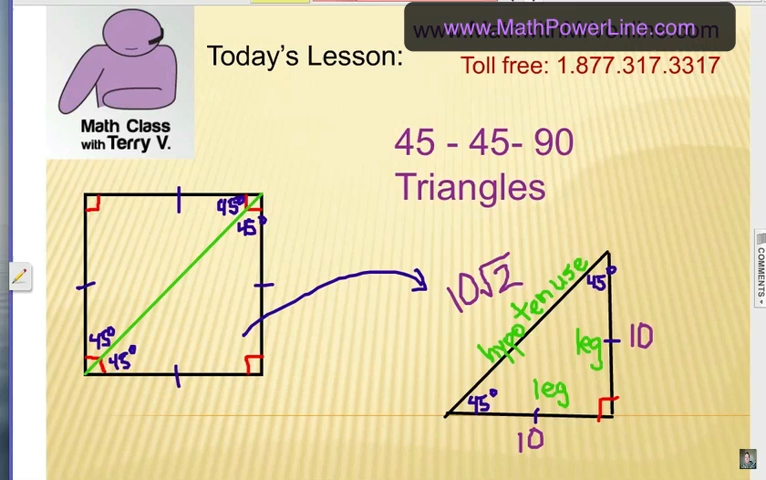 www.MathPowerLine.com
Today's Lesson:
Toll free: 1.877.317.3317
Math Class
with Terry V.
45 - 45- 90
Triangles
45°
45°
45°
45°
10√2
hypotenuse
45°
leg
10
45°
leg
10
COMMENTS